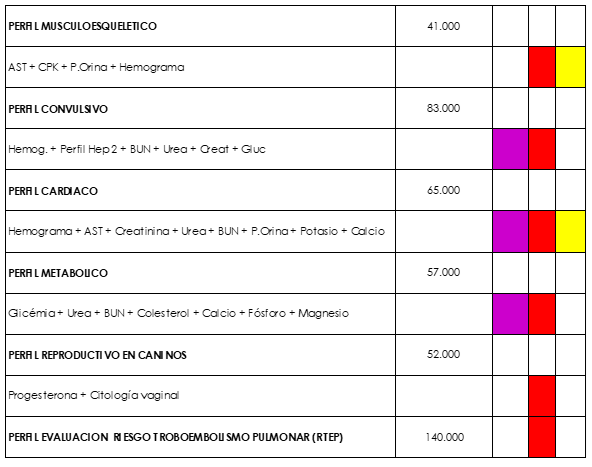 PERFIL MUSCULOESQUELETICO 41.000
AST + CPK + P.Orina + Hemograma
PERFIL CONVULSIVO 83.000
Hemog. + Perfil Hep 2 + BUN + Urea + Creat + Gluc
PERFIL CARDIACO 65.000
Hemograma + AST + Creatinina + Urea + BUN + P.Orina + Potasio + Calcio
PERFIL METABOLICO 57.000
Glicémia + Urea + BUN + Colesterol + Calcio + Fósforo + Magnesio
PERFIL REPRODUCTIVO EN CANINOS 52.000
Progesterona + Citología vaginal
PERFIL EVALUACION RIESGO TROBOEMBOLISMO PULMONAR (RTEP) 140.000